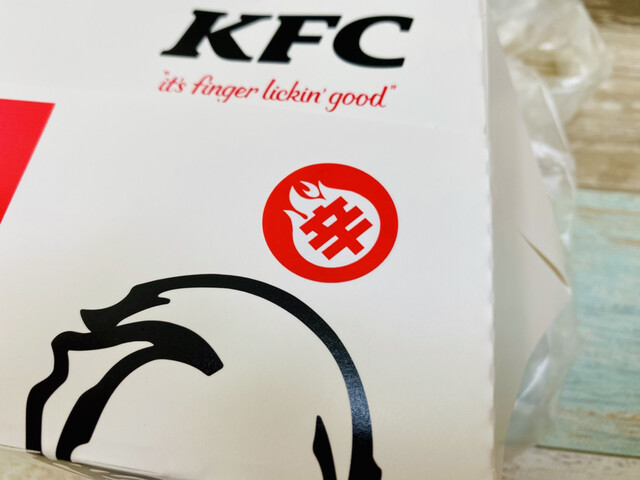 KFC
"it's finger lickin' good"
辛